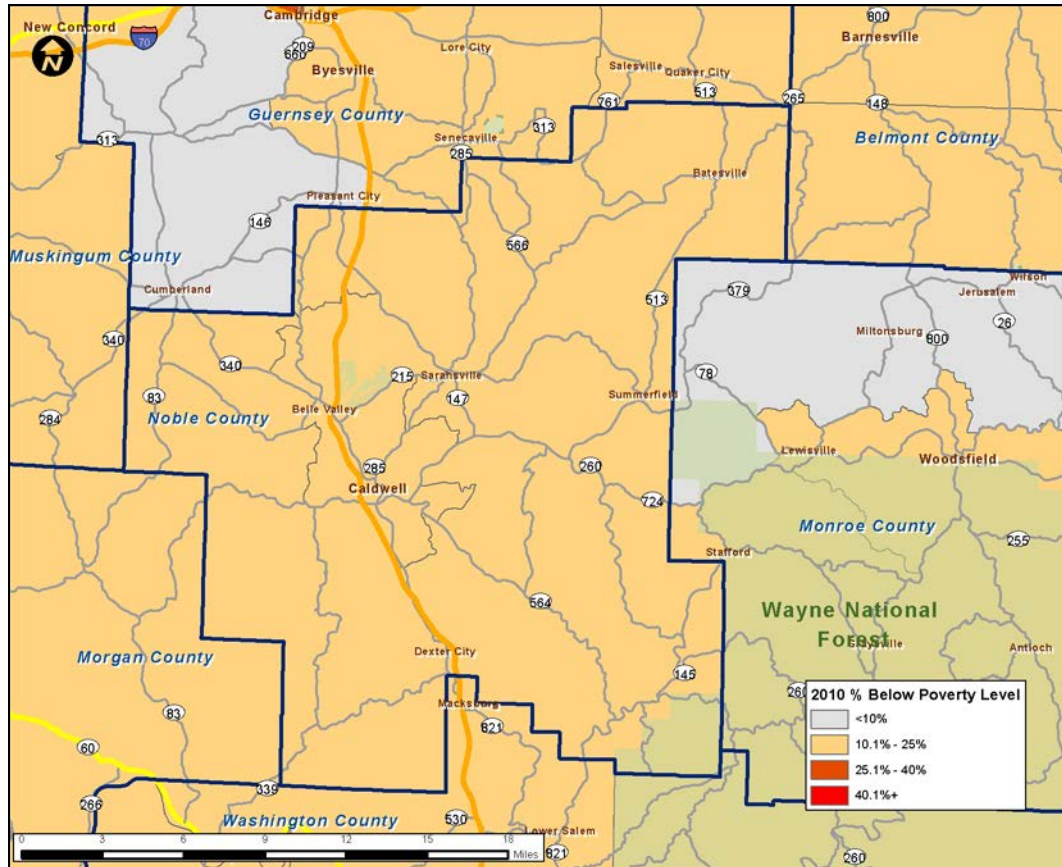 New Concord
Cambridge
800
70
209
Lore City
Barnesville
660
N
Byesville
Salesville
Quaker City
513
265
761
148
Guernsey County
313
313
Senecaville
Belmont County
285
Batesville
Pleasant City
146
566
Muskingum County
Wilson
Cumberland
379
Jerusalem
513
26
Miltonsburg
340
800
340
215
Sarahsville
78
83
147
Summerfield
Belle Valley
284
Noble County
Lewisville
Woodsfield
285
260
Caldwell
724
Monroe County
255
Stafford
564
Wayne National
Forest
Graysville
Antioch
Dexter City
Morgan County
145
260
2010 % Below Poverty Level
<10%
10.1% - 25%
25.1% - 40%
40.1%+
Macksburg
83
821
60
339
266
Washington County
530
Lower Salem
0 3 6 9 12 15 18
Miles
821
260